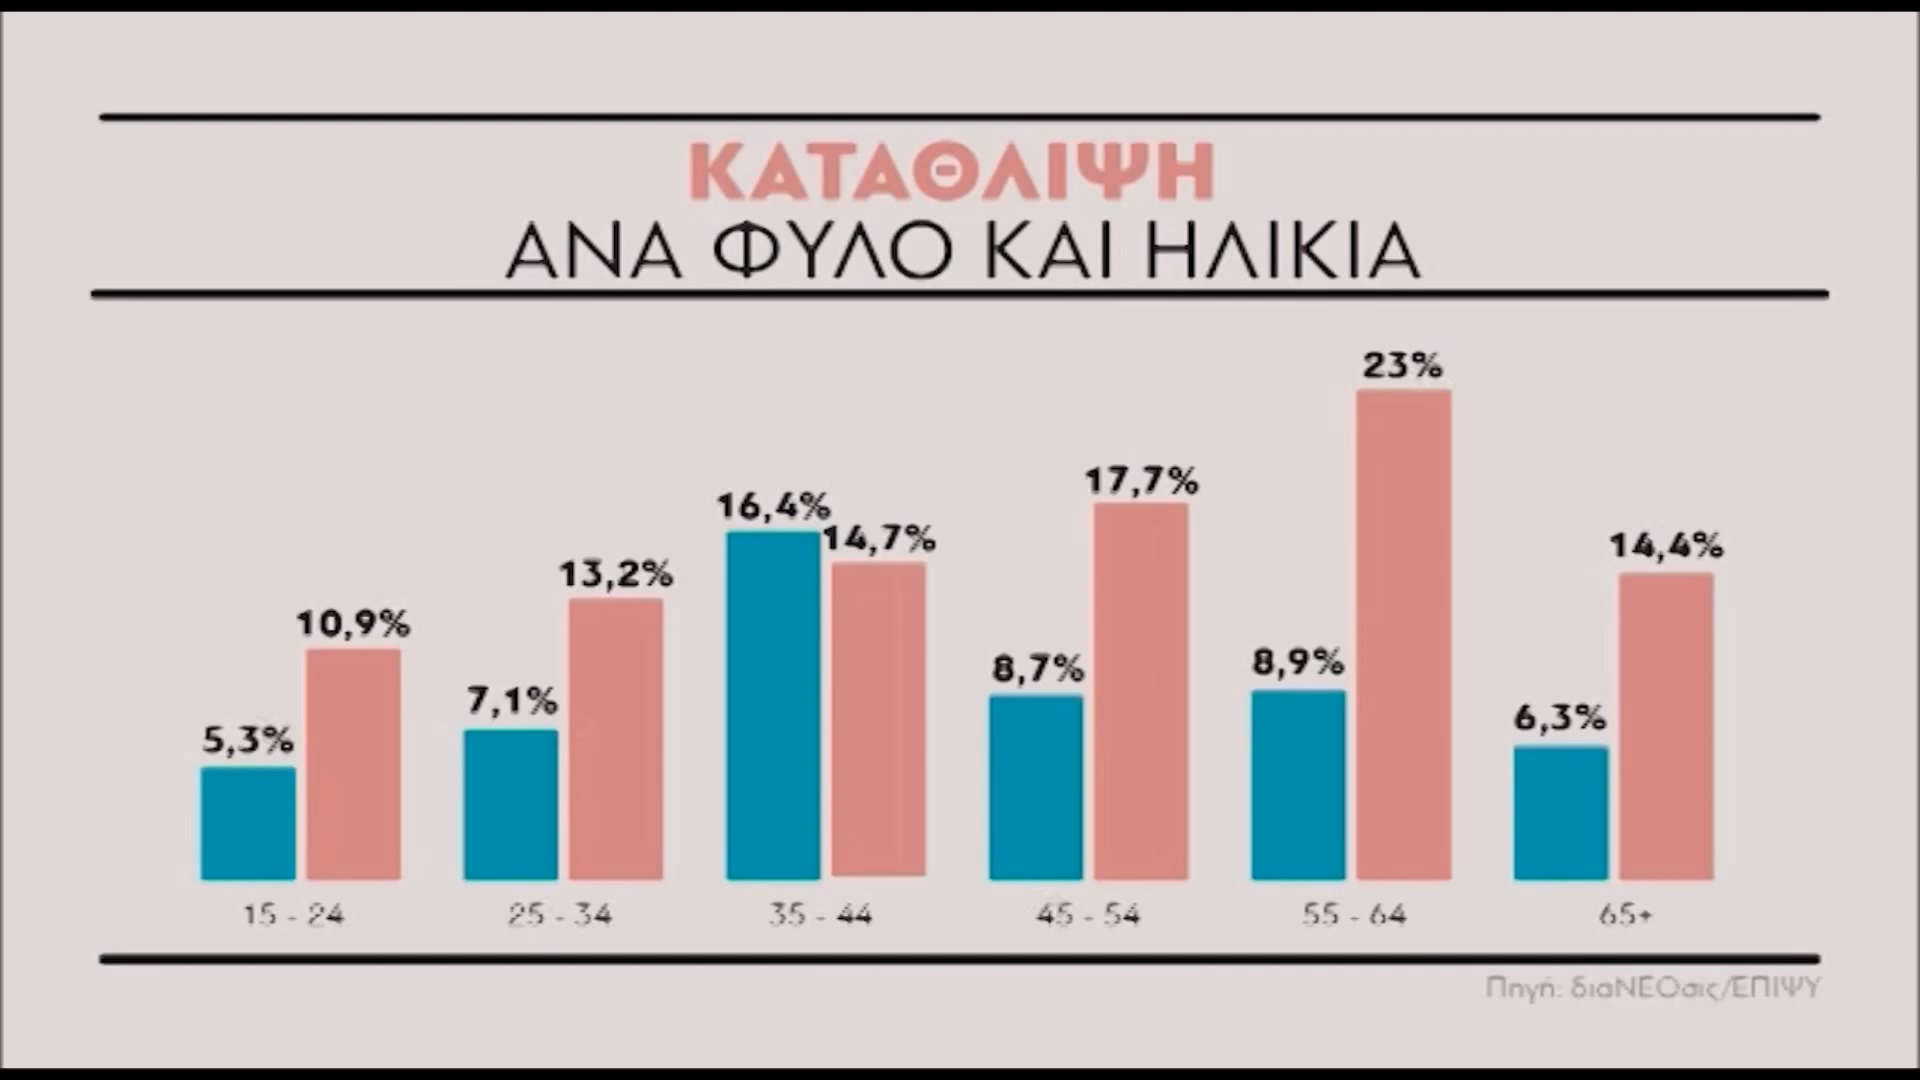 ΚΑΤΑΘΛΙΨΗ
ΑΝΑ ΦΥΛΟ ΚΑΙ ΗΛΙΚΙΑ
5,3% 10,9% 7,1% 13,2% 16,4% 14,7% 8,7% 17,7% 8,9% 23% 6,3% 14,4%
15 - 24 25 - 34 35 - 44 45 - 54 55 - 64 65+
Πηγή: διαΝΕΟσις/ΕΠΙΨΥ